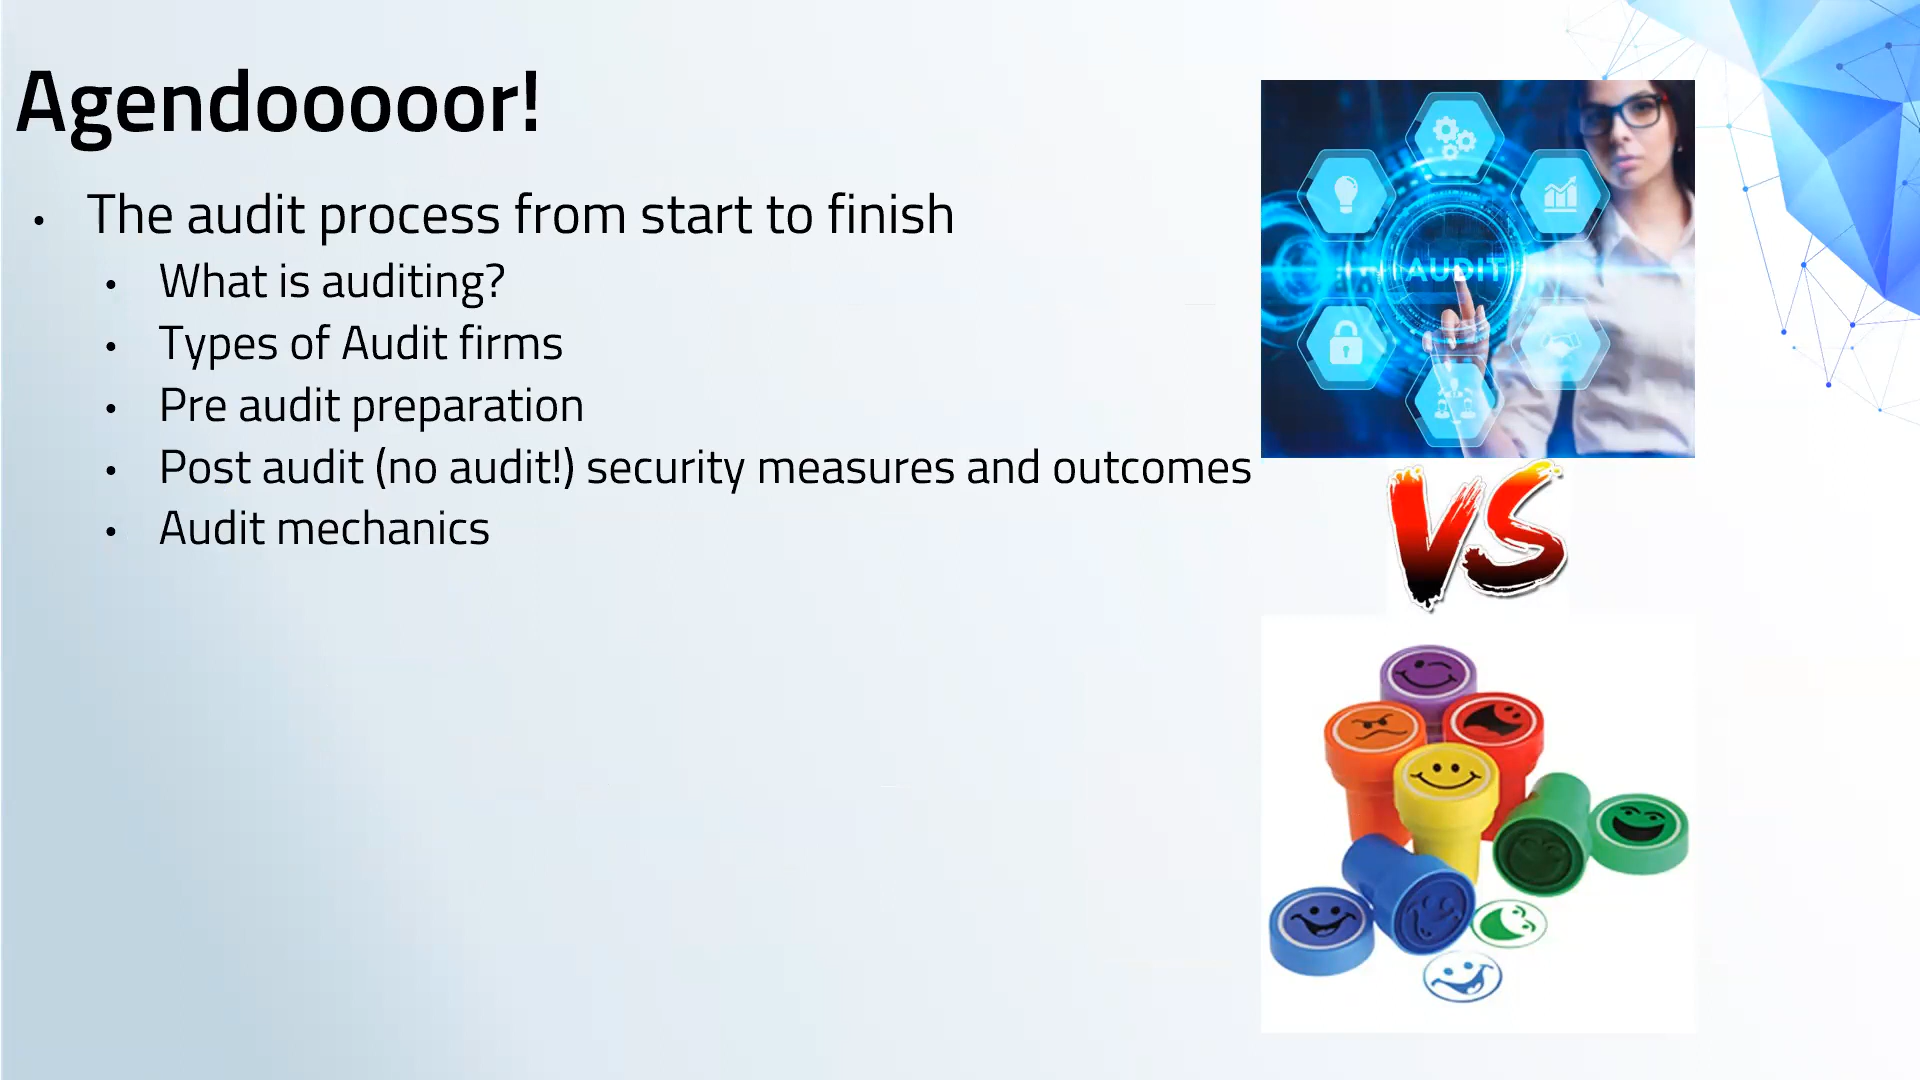 Agendooooor!
• The audit process from start to finish
• What is auditing?
• Types of Audit firms
• Pre audit preparation
• Post audit (no audit!) security measures and outcomes
• Audit mechanics
AUDIT
VS